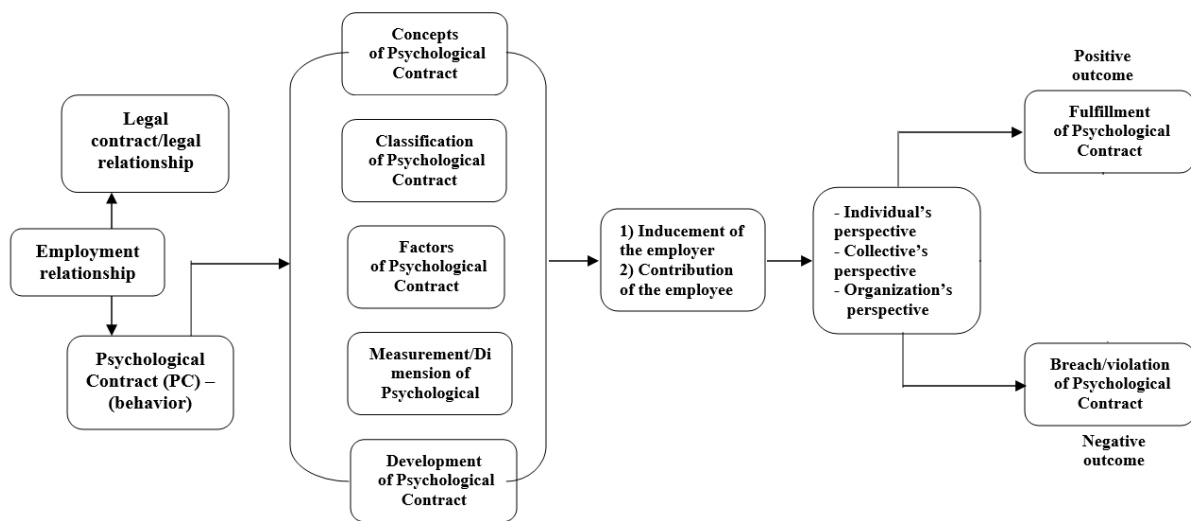 Legal
contract/legal
relationship
Employment
relationship
Psychological
Contract (PC) –
(behavior)
Concepts
of Psychological
Contract
Classification
of Psychological
Contract
Factors
of Psychological
Contract
Measurement/Di
mension of
Psychological
Development
of Psychological
Contract
1) Inducement of
the employer
2) Contribution
of the employee
- Individual's
perspective
- Collective's
perspective
- Organization's
perspective
Positive
outcome
Fulfillment
of Psychological
Contract
Breach/violation
of Psychological
Contract
Negative
outcome